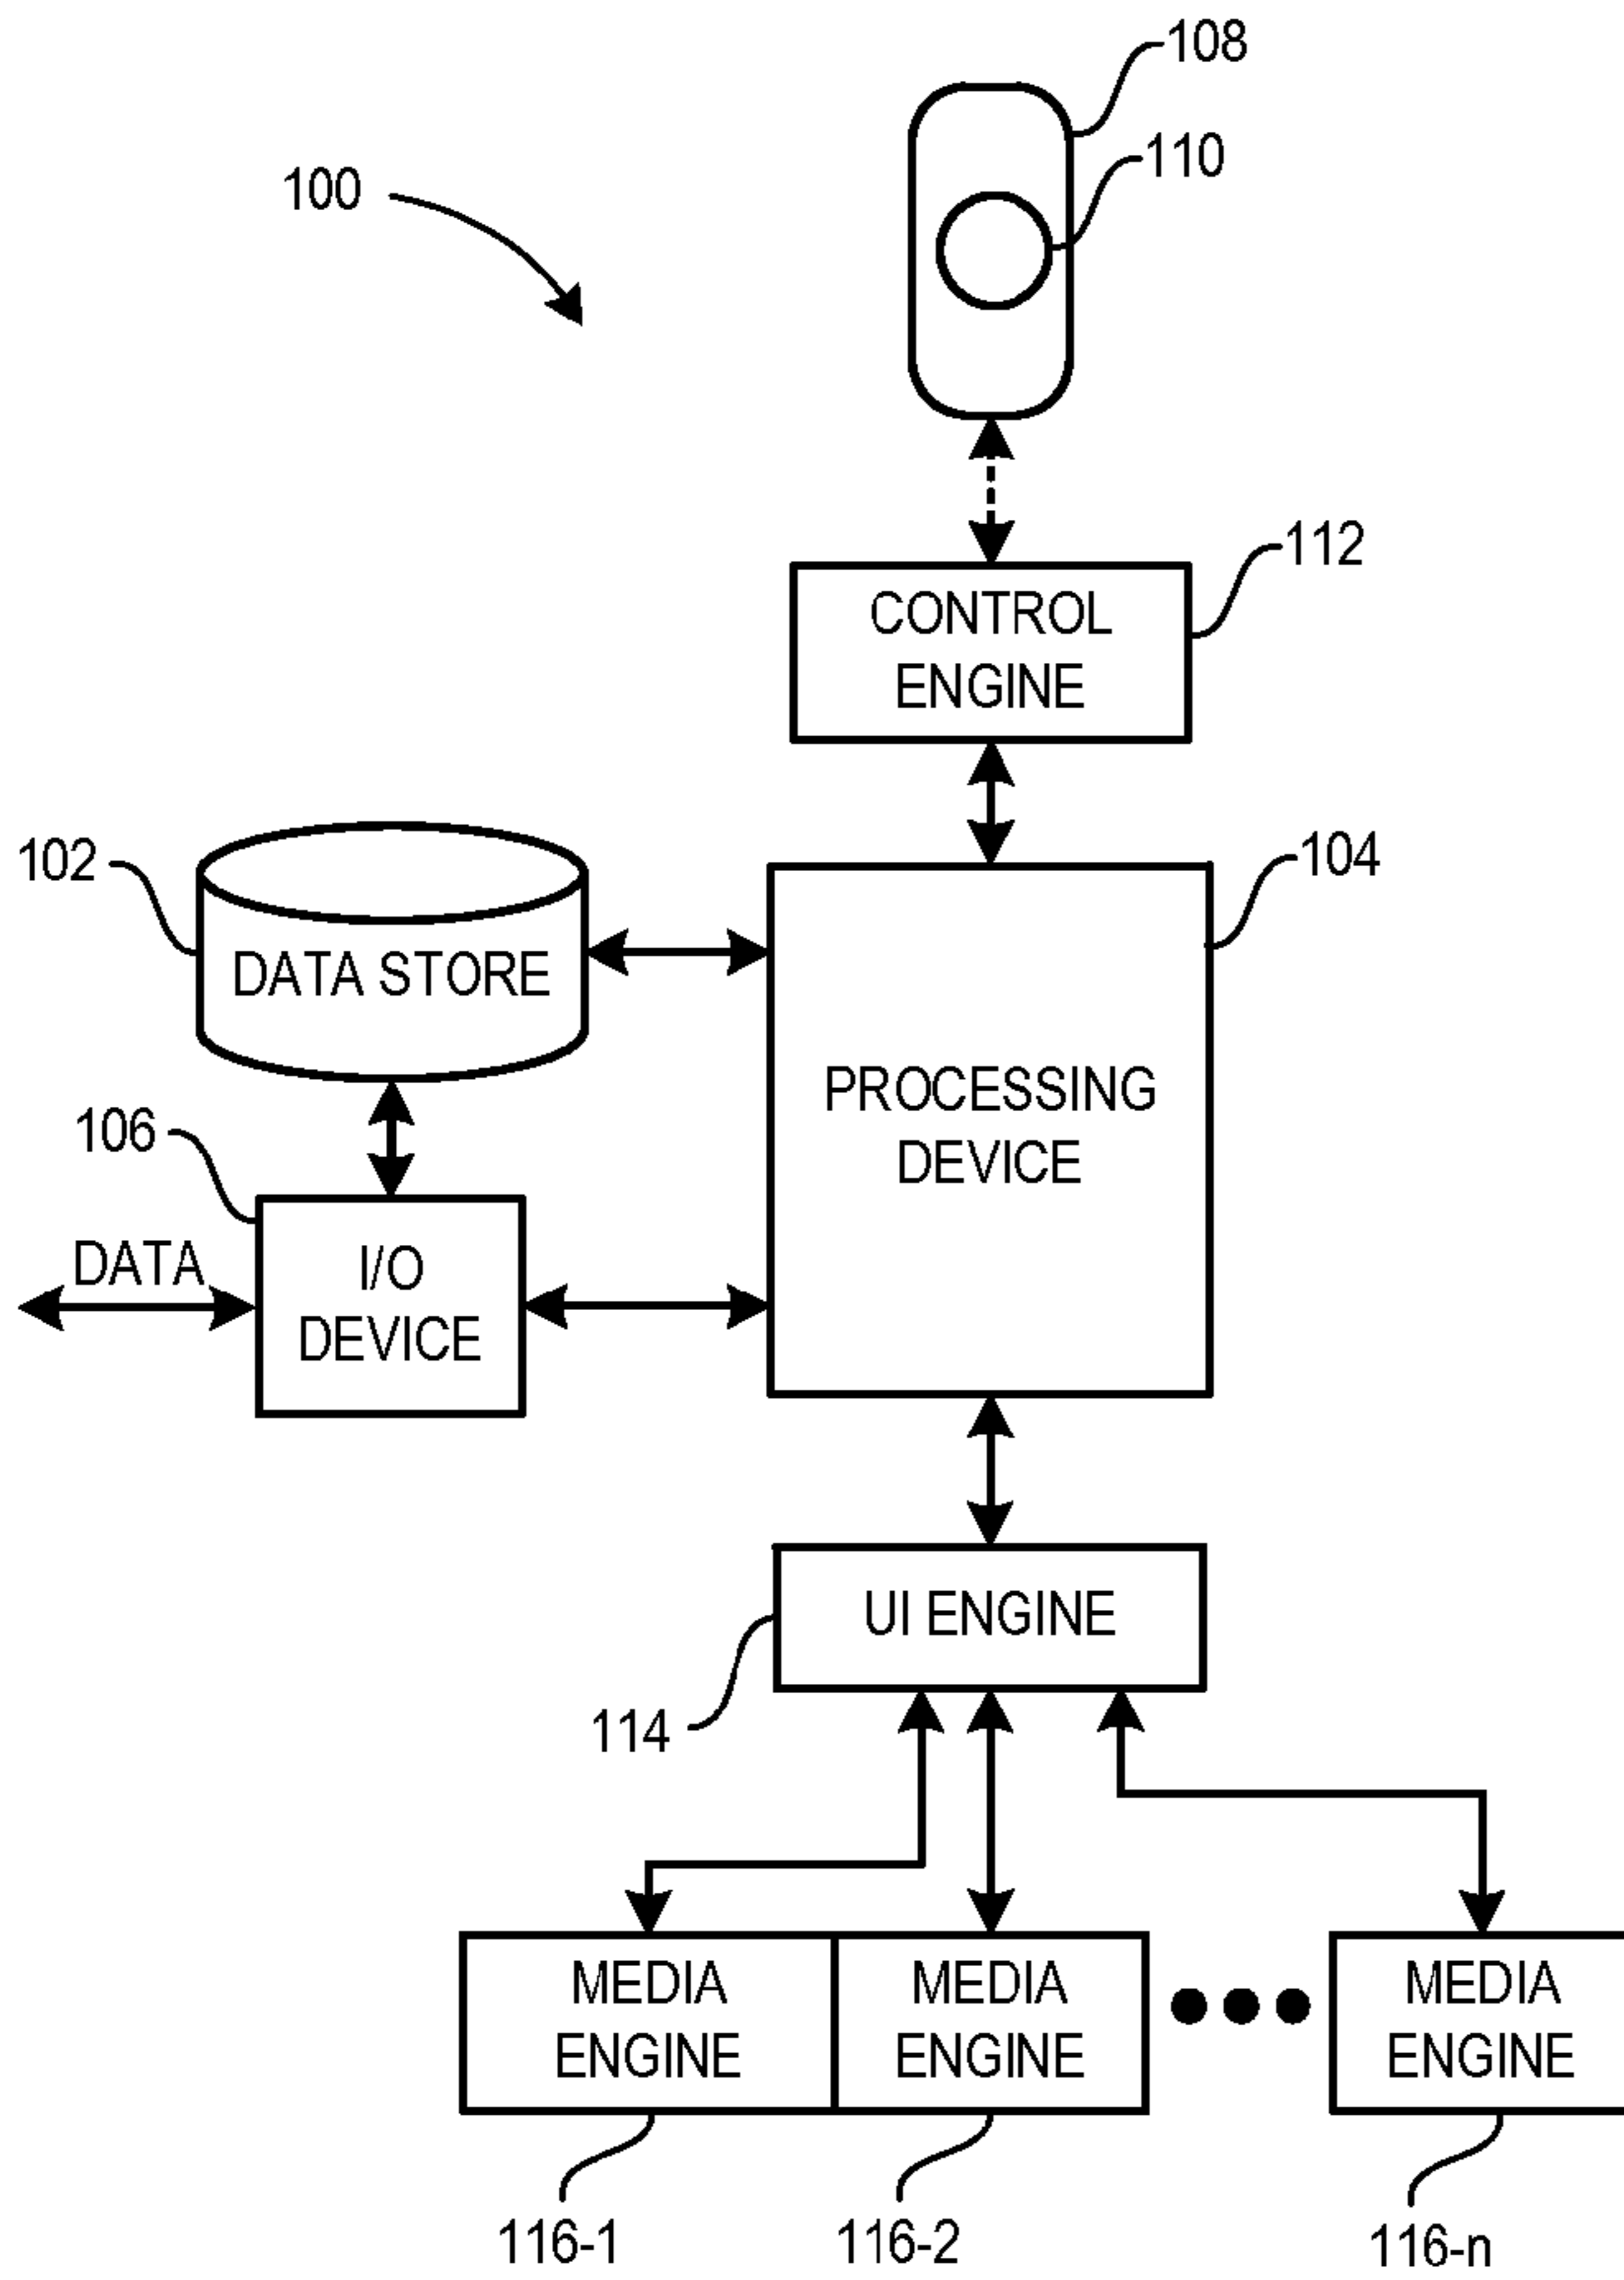 108
110
100
112
CONTROL
ENGINE
102
104
DATA STORE
PROCESSING
DEVICE
106
DATA
I/O
DEVICE
UI ENGINE
114
MEDIA
ENGINE
MEDIA
ENGINE
MEDIA
ENGINE
116-1
116-2
116-n